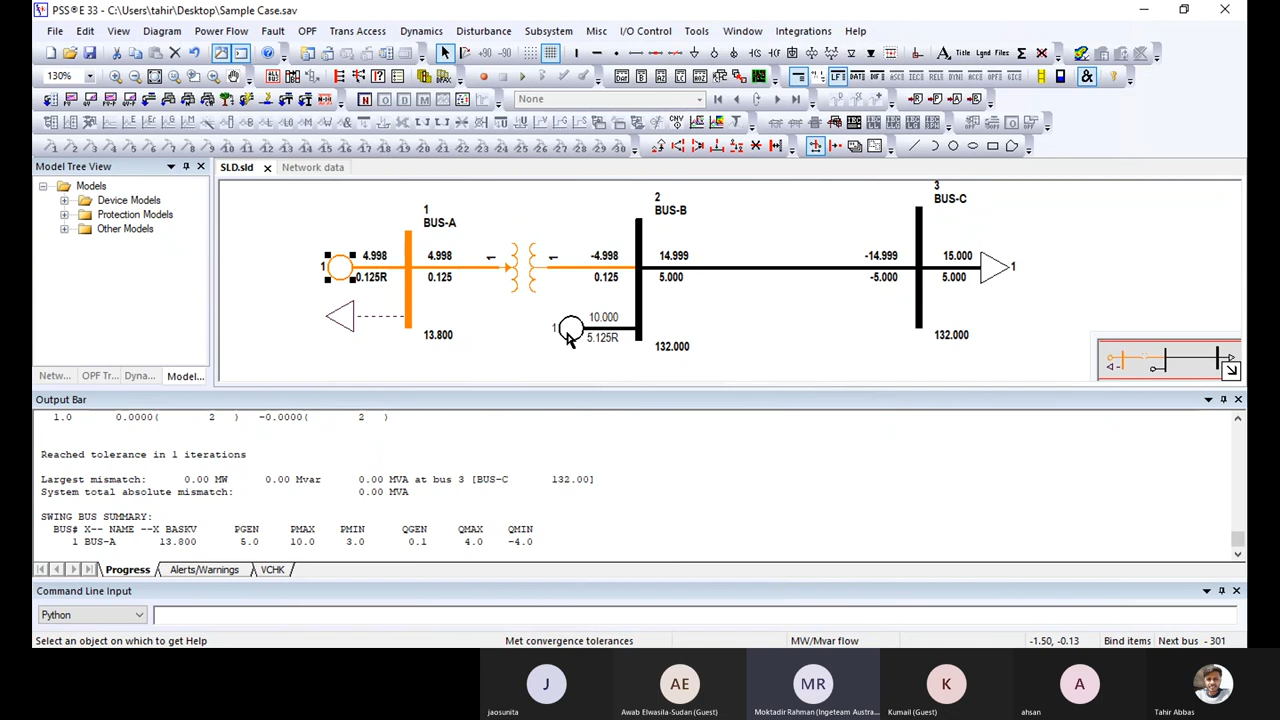 PSS®E 33 - C:\Users\tahir\Desktop\Sample Case.sav
File Edit View Diagram Power Flow Fault OPF Trans Access Dynamics Disturbance Subsystem Misc I/O Control Tools Window Integrations Help
Title Lgnd Files
130%
None
Model Tree View
SLD.sld Network data
Models
Device Models
Protection Models
Other Models
Netw... OPF Tr... Dyna... Model...
1
BUS-A
2
BUS-B
3
BUS-C
1 4.998 4.998 1 1 -4.998 14.999 -14.999 15.000 1
0.125R 0.125 0.125 5.000 -5.000 5.000
1 10.000
5.125R
13.800 132.000 132.000
Output Bar
1.0 0.0000( 2 ) -0.0000( 2 )
Reached tolerance in 1 iterations
Largest mismatch: 0.00 MW 0.00 Mvar 0.00 MVA at bus 3 [BUS-C 132.00]
System total absolute mismatch: 0.00 MVA
SWING BUS SUMMARY:
BUS# X-- NAME --X BASKV PGEN PMAX PMIN QGEN QMAX QMIN
1 BUS-A 13.800 5.0 10.0 3.0 0.1 4.0 -4.0
Progress Alerts/Warnings VCHK
Command Line Input
Python
Select an object on which to get Help Met convergence tolerances MW/Mvar flow -1.50, -0.13 Bind items Next bus - 301
J AE MR K A
jaosunita Awab Elwasila-Sudan (Guest) Moktadir Rahman (Ingeteam Austra... Kumail (Guest) ahsan Tahir Abbas